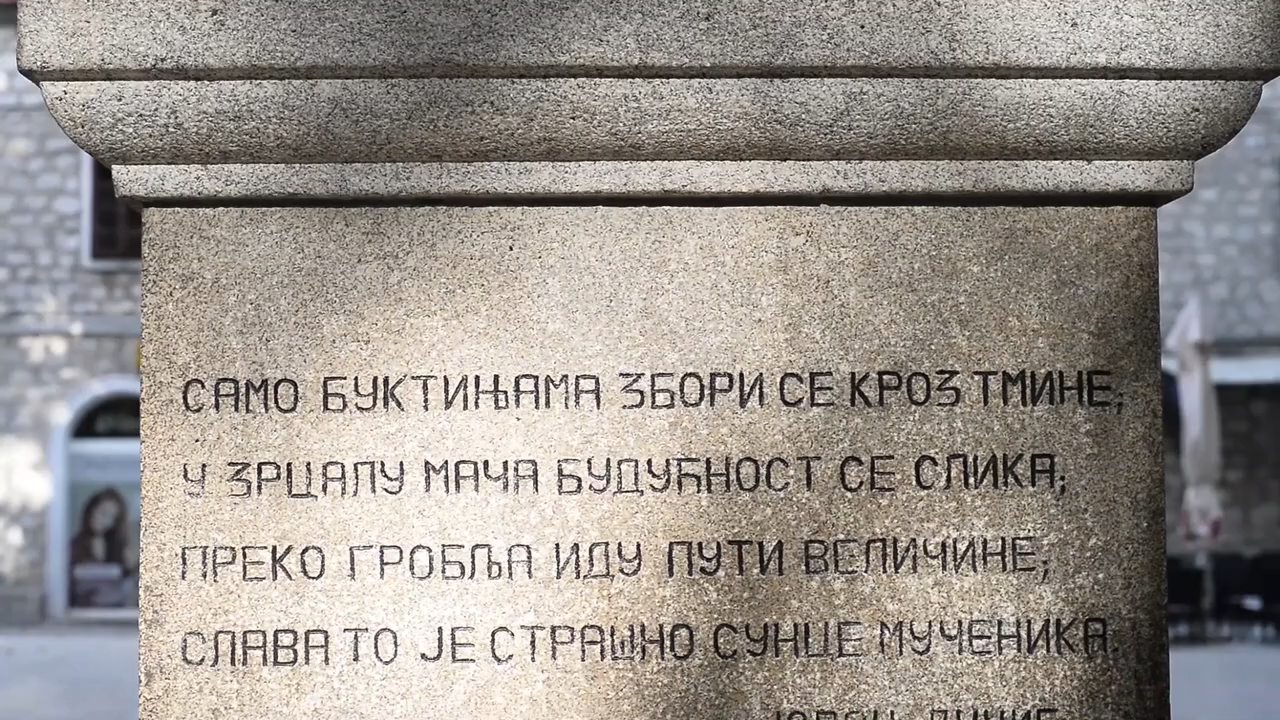 САМО БУКТИЊАМА ЗБОРИ СЕ КРОЗ ТМИНЕ;
У ЗРЦАЛУ МАЧА БУДУЋНОСТ СЕ СЛИКА;
ПРЕКО ГРОБЉА ИДУ ПУТИ ВЕЛИЧИНЕ;
СЛАВА ТО ЈЕ СТРАШНО СУНЦЕ МУЧЕНИКА.